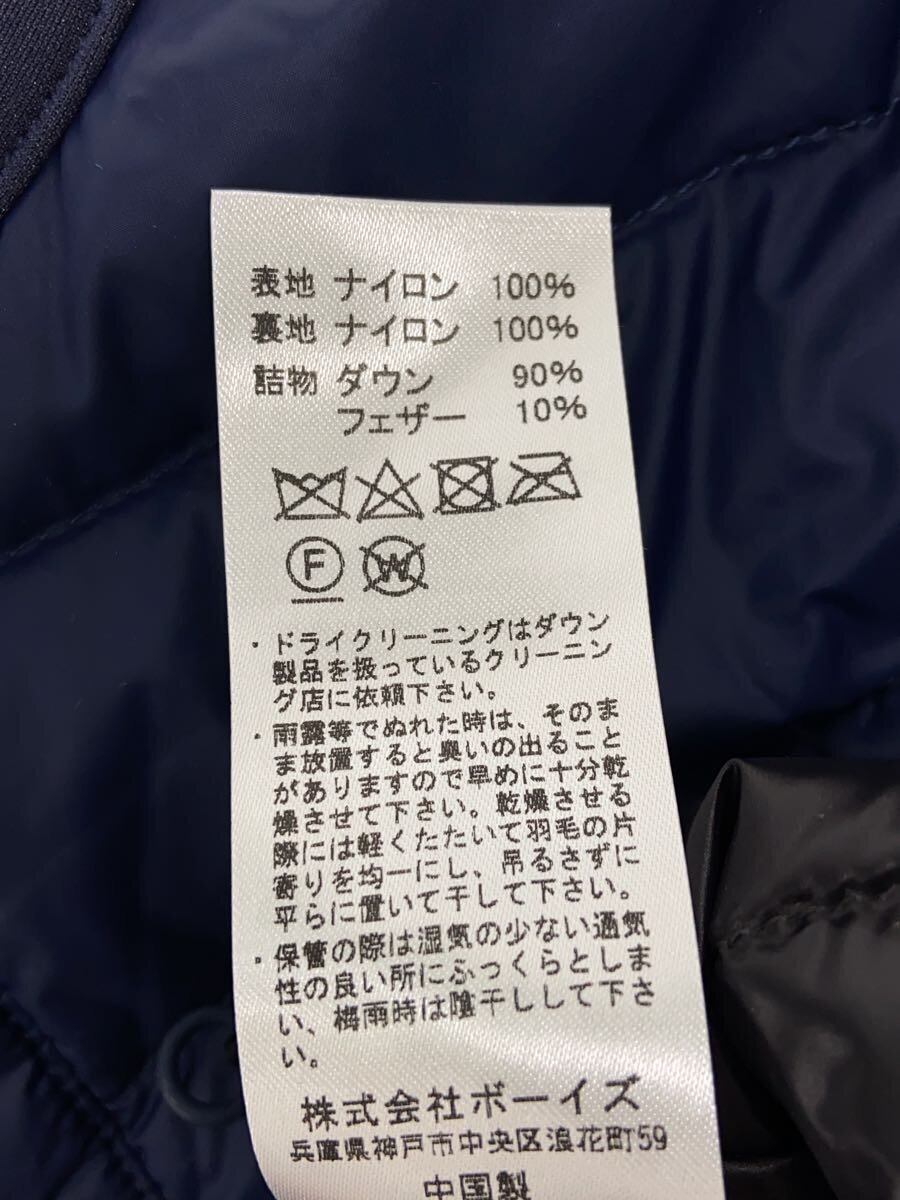 表地 ナイロン 100%
裏地 ナイロン 100%
詰物 ダウン 90%
フェザー 10%
F
W
・ドライクリーニングはダウン
製品を扱っているクリーニン
グ店に依頼下さい。
・雨露等でぬれた時は、そのま
ま放置すると臭いの出ること
がありますので早めに十分乾
燥させて下さい。乾燥させる
際には軽くたたいて羽毛の片
寄りを均一にし、吊るさずに
平らに置いて干して下さい。
・保管の際は湿気の少ない通気
性の良い所にふっくらとしま
い、梅雨時は陰干しして下さ
い。
株式会社ボーイズ
兵庫県神戸市中央区浪花町59
中国製